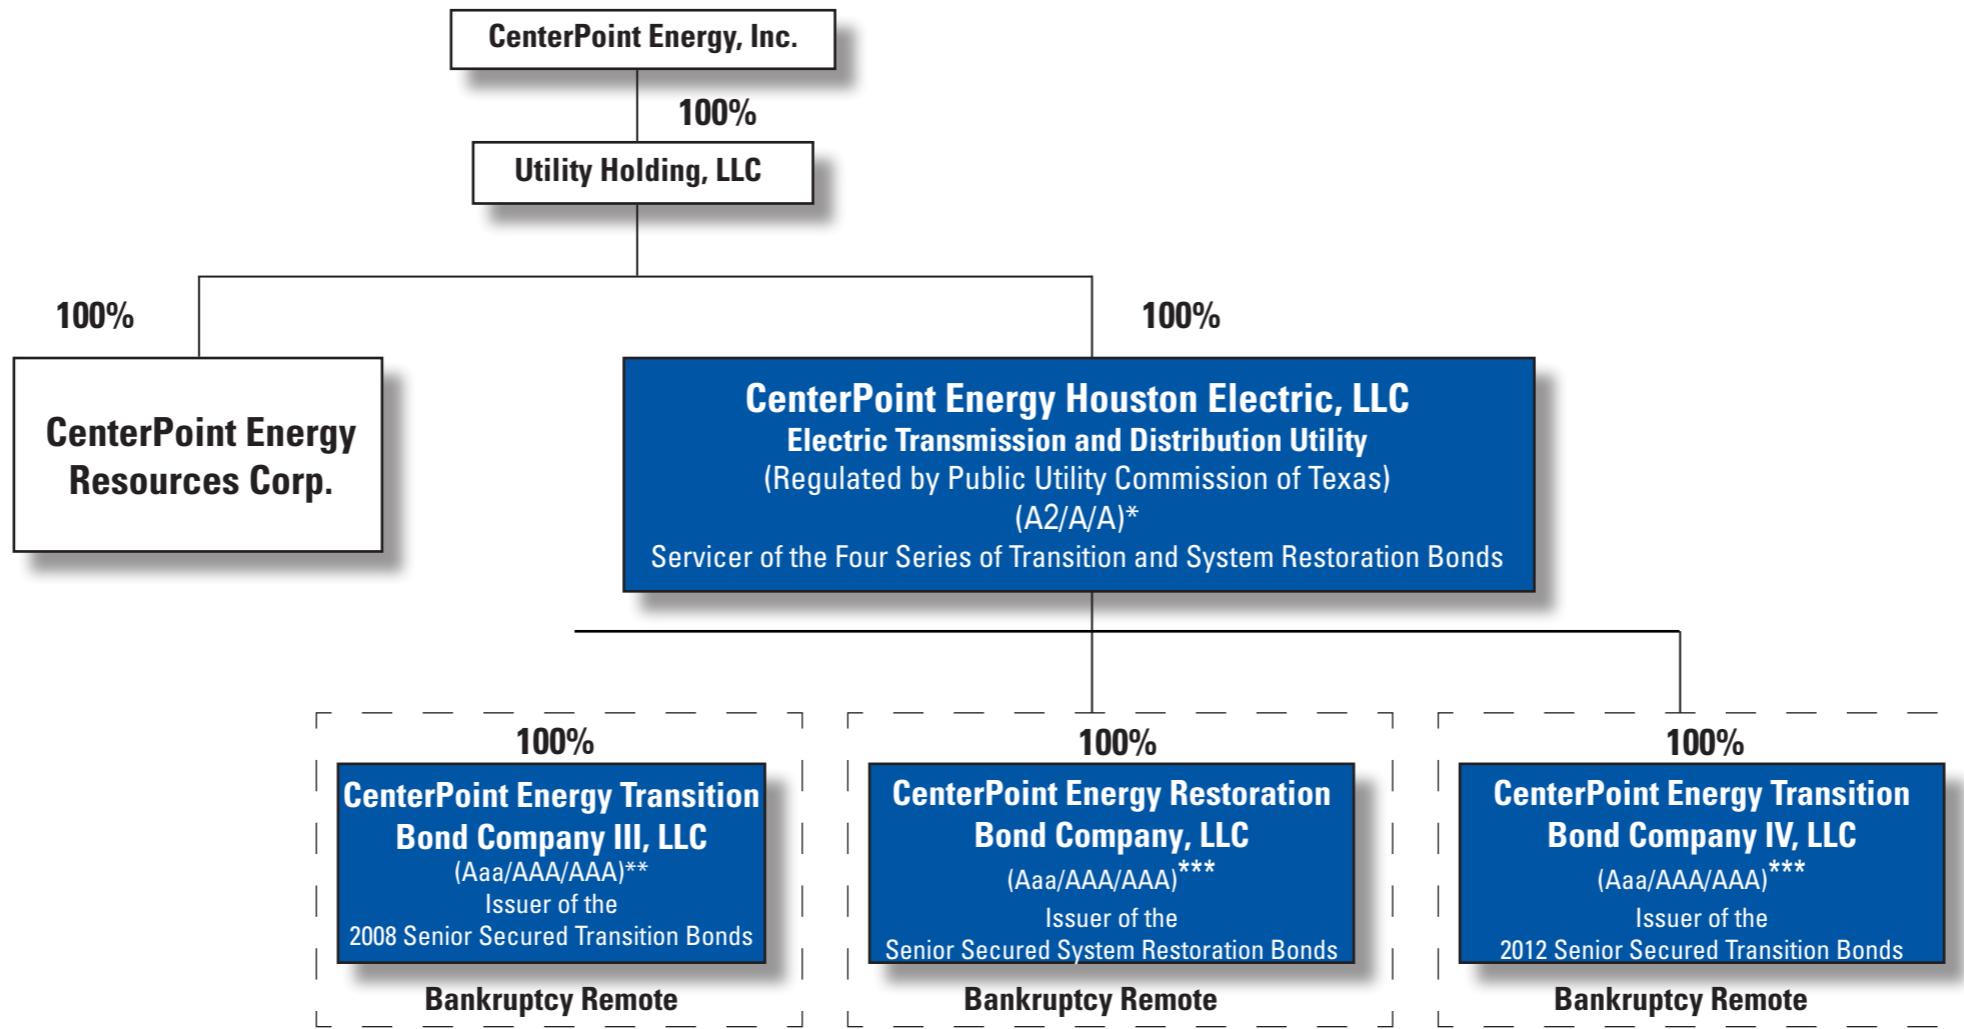 CenterPoint Energy, Inc.
100%
Utility Holding, LLC
100%
100%
CenterPoint Energy
Resources Corp.
CenterPoint Energy Houston Electric, LLC
Electric Transmission and Distribution Utility
(Regulated by Public Utility Commission of Texas)
(A2/A/A)*
Servicer of the Four Series of Transition and System Restoration Bonds
100%
CenterPoint Energy Transition
Bond Company III, LLC
(Aaa/AAA/AAA)**
Issuer of the
2008 Senior Secured Transition Bonds
Bankruptcy Remote
100%
CenterPoint Energy Restoration
Bond Company, LLC
(Aaa/AAA/AAA)***
Issuer of the
Senior Secured System Restoration Bonds
Bankruptcy Remote
100%
CenterPoint Energy Transition
Bond Company IV, LLC
(Aaa/AAA/AAA)***
Issuer of the
2012 Senior Secured Transition Bonds
Bankruptcy Remote